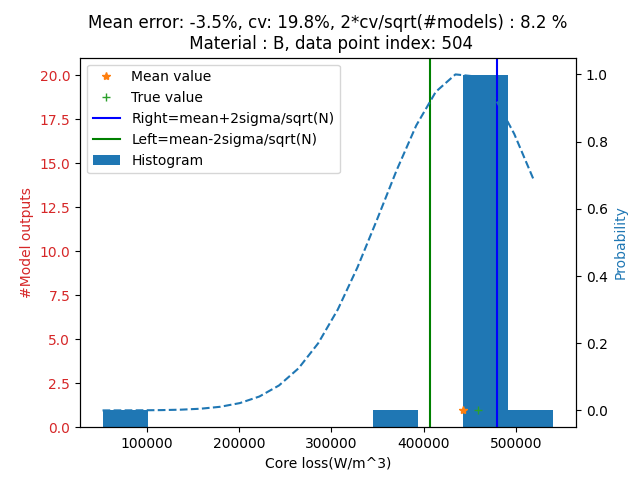 Mean error: -3.5%, cv: 19.8%, 2*cv/sqrt(#models) : 8.2 %
Material : B, data point index: 504
Mean value
True value
Right=mean+2sigma/sqrt(N)
Left=mean-2sigma/sqrt(N)
Histogram
20.0
17.5
15.0
12.5
10.0
7.5
5.0
2.5
0.0
#Model outputs
1.0
0.8
0.6
0.4
0.2
0.0
Probability
100000 200000 300000 400000 500000
Core loss(W/m^3)